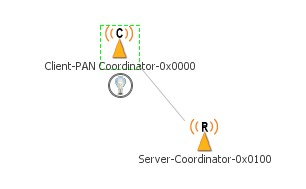 C
Client-PAN Coordinator-0x0000
R
Server-Coordinator-0x0100